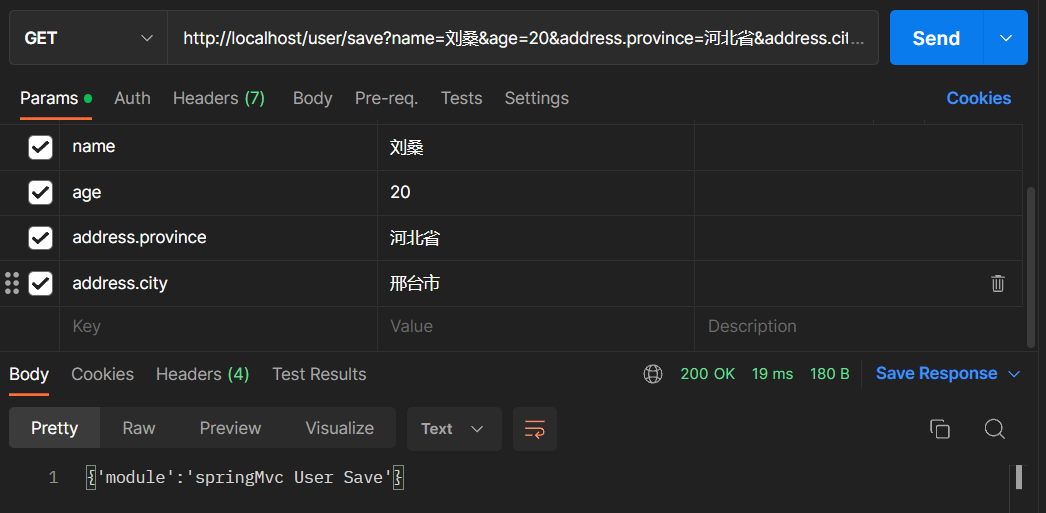 GET http://localhost/user/save?name=刘桑&age=20&address.province=河北省&address.cit... Send
Params Auth Headers (7) Body Pre-req. Tests Settings Cookies
name 刘桑
age 20
address.province 河北省
address.city 邢台市
Key Value Description
Body Cookies Headers (4) Test Results 200 OK 19 ms 180 B Save Response
Pretty Raw Preview Visualize Text
1 {'module':'springMvc User Save'}